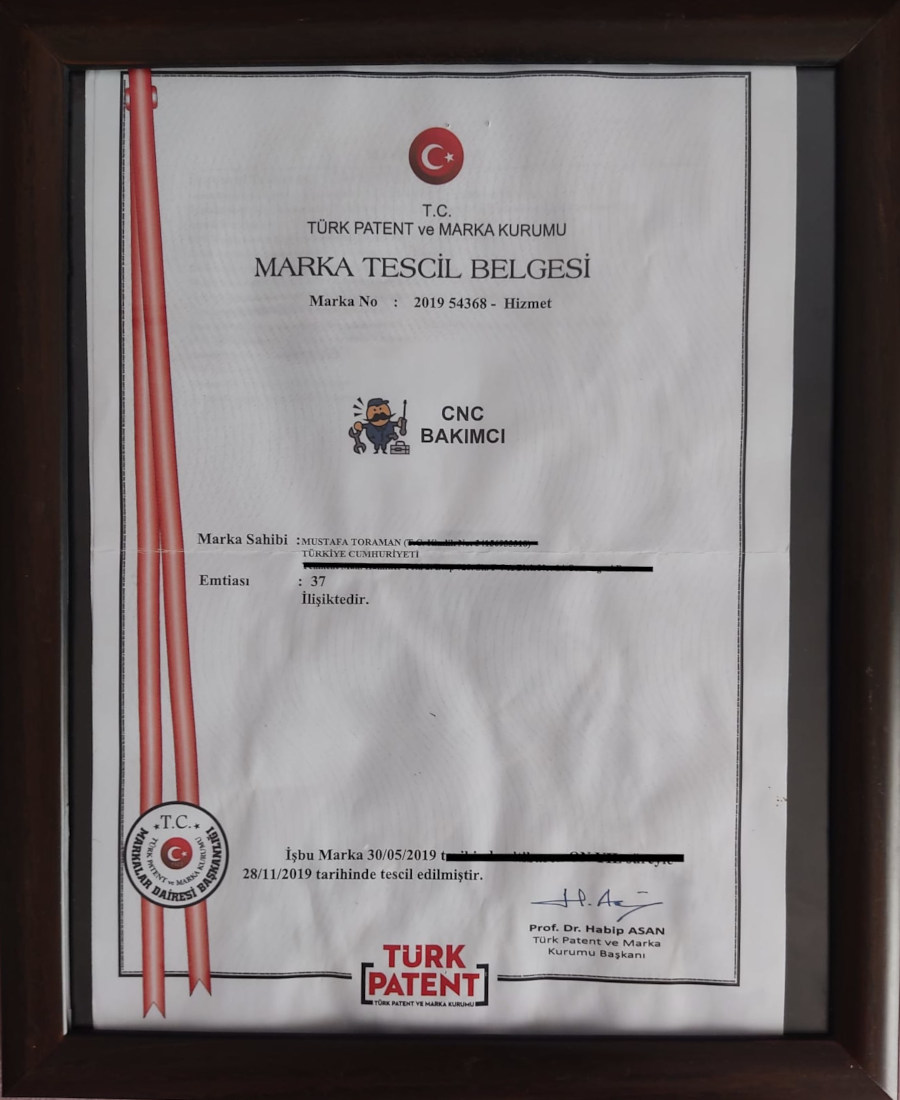 T.C.
TÜRK PATENT ve MARKA KURUMU
MARKA TESCİL BELGESİ
Marka No : 2019 54368 - Hizmet
CNC
BAKIMCI
Marka Sahibi :MUSTAFA TORAMAN (
TÜRKİYE CUMHURİYETİ
Emtiası : 37
İlişiktedir.
İşbu Marka 30/05/2019
28/11/2019 tarihinde tescil edilmiştir.
T.C.
MARKALAR DAİRESİ BAŞKANLIĞI
TÜRK PATENT ve MARKA KURUMU
H. Asan
Prof. Dr. Habip ASAN
Türk Patent ve Marka
Kurumu Başkanı
TÜRK
PATENT
TÜRK PATENT VE MARKA KURUMU